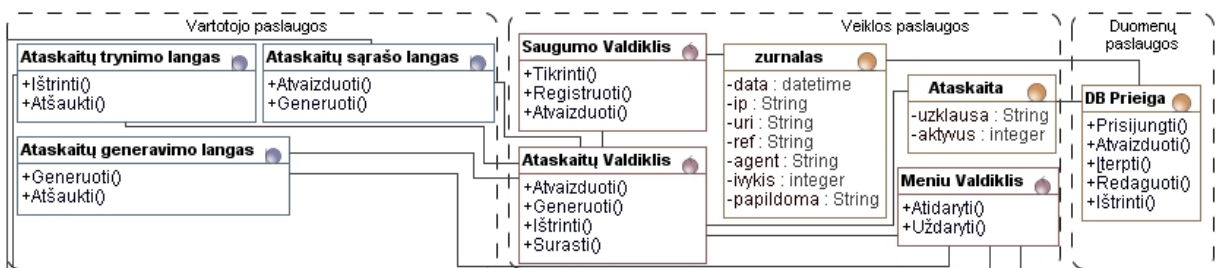 Vartotojo paslaugos
Ataskaitų trynimo langas
+Ištrinti()
+Atšaukti()
Ataskaitų sąrašo langas
+Atvaizduoti()
+Generuoti()
Ataskaitų generavimo langas
+Generuoti()
+Atšaukti()
Veiklos paslaugos
Saugumo Valdiklis
+Tikrinti()
+Registruoti()
+Atvaizduoti()
Ataskaitų Valdiklis
+Atvaizduoti()
+Generuoti()
+Ištrinti()
+Surasti()
zurnalas
-data : datetime
-ip : String
-uri : String
-ref : String
-agent : String
-ivykis : integer
-papildoma : String
Ataskaita
-uzklausa : String
-aktyvus : integer
Meniu Valdiklis
+Atidaryti()
+Uždaryti()
Duomenų
paslaugos
DB Prieiga
+Prisijungti()
+Atvaizduoti()
+Įterpti()
+Redaguoti()
+Ištrinti()